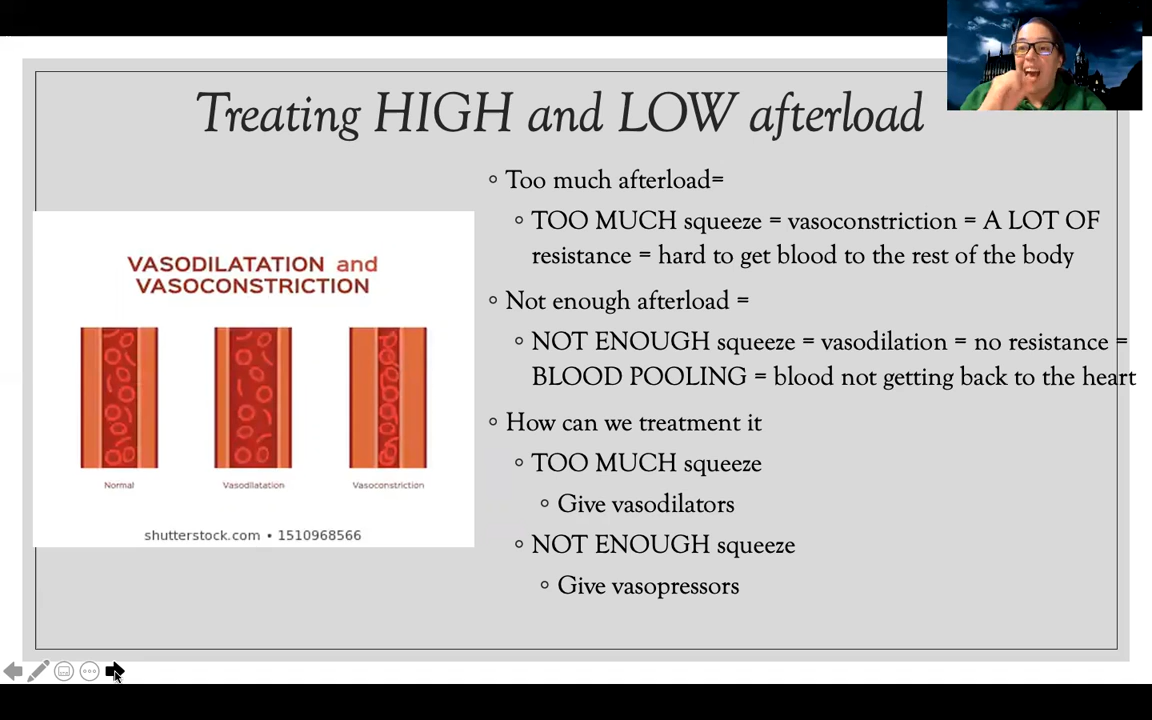 Treating HIGH and LOW afterload
VASODILATATION and
VASOCONSTRICTION
Normal
Vasodilatation
Vasoconstriction
shutterstock.com • 1510968566
◦ Too much afterload=
◦ TOO MUCH squeeze = vasoconstriction = A LOT OF
resistance = hard to get blood to the rest of the body
◦ Not enough afterload =
◦ NOT ENOUGH squeeze = vasodilation = no resistance =
BLOOD POOLING = blood not getting back to the heart
◦ How can we treatment it
◦ TOO MUCH squeeze
◦ Give vasodilators
◦ NOT ENOUGH squeeze
◦ Give vasopressors